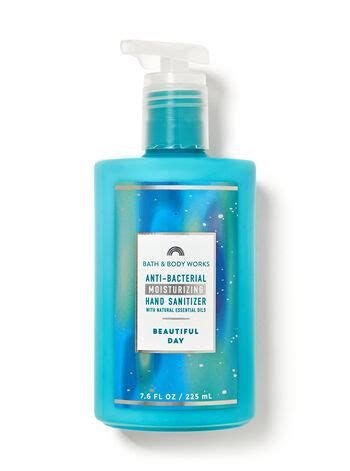 BATH & BODY WORKS
ANTI-BACTERIAL
MOISTURIZING
HAND SANITIZER
WITH NATURAL ESSENTIAL OILS
BEAUTIFUL
DAY
7.6 FL OZ / 225 mL